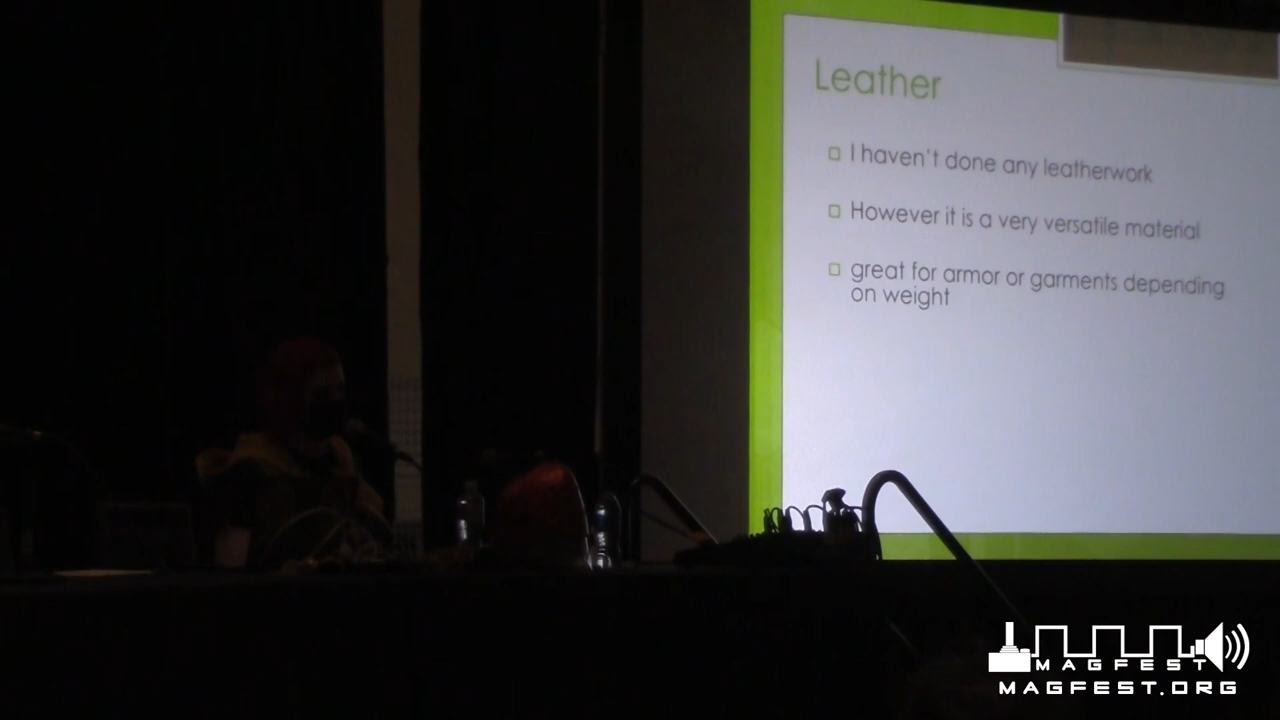 Leather
I haven't done any leatherwork
However it is a very versatile material
great for armor or garments depending
on weight
MAGFEST
MAGFEST.ORG